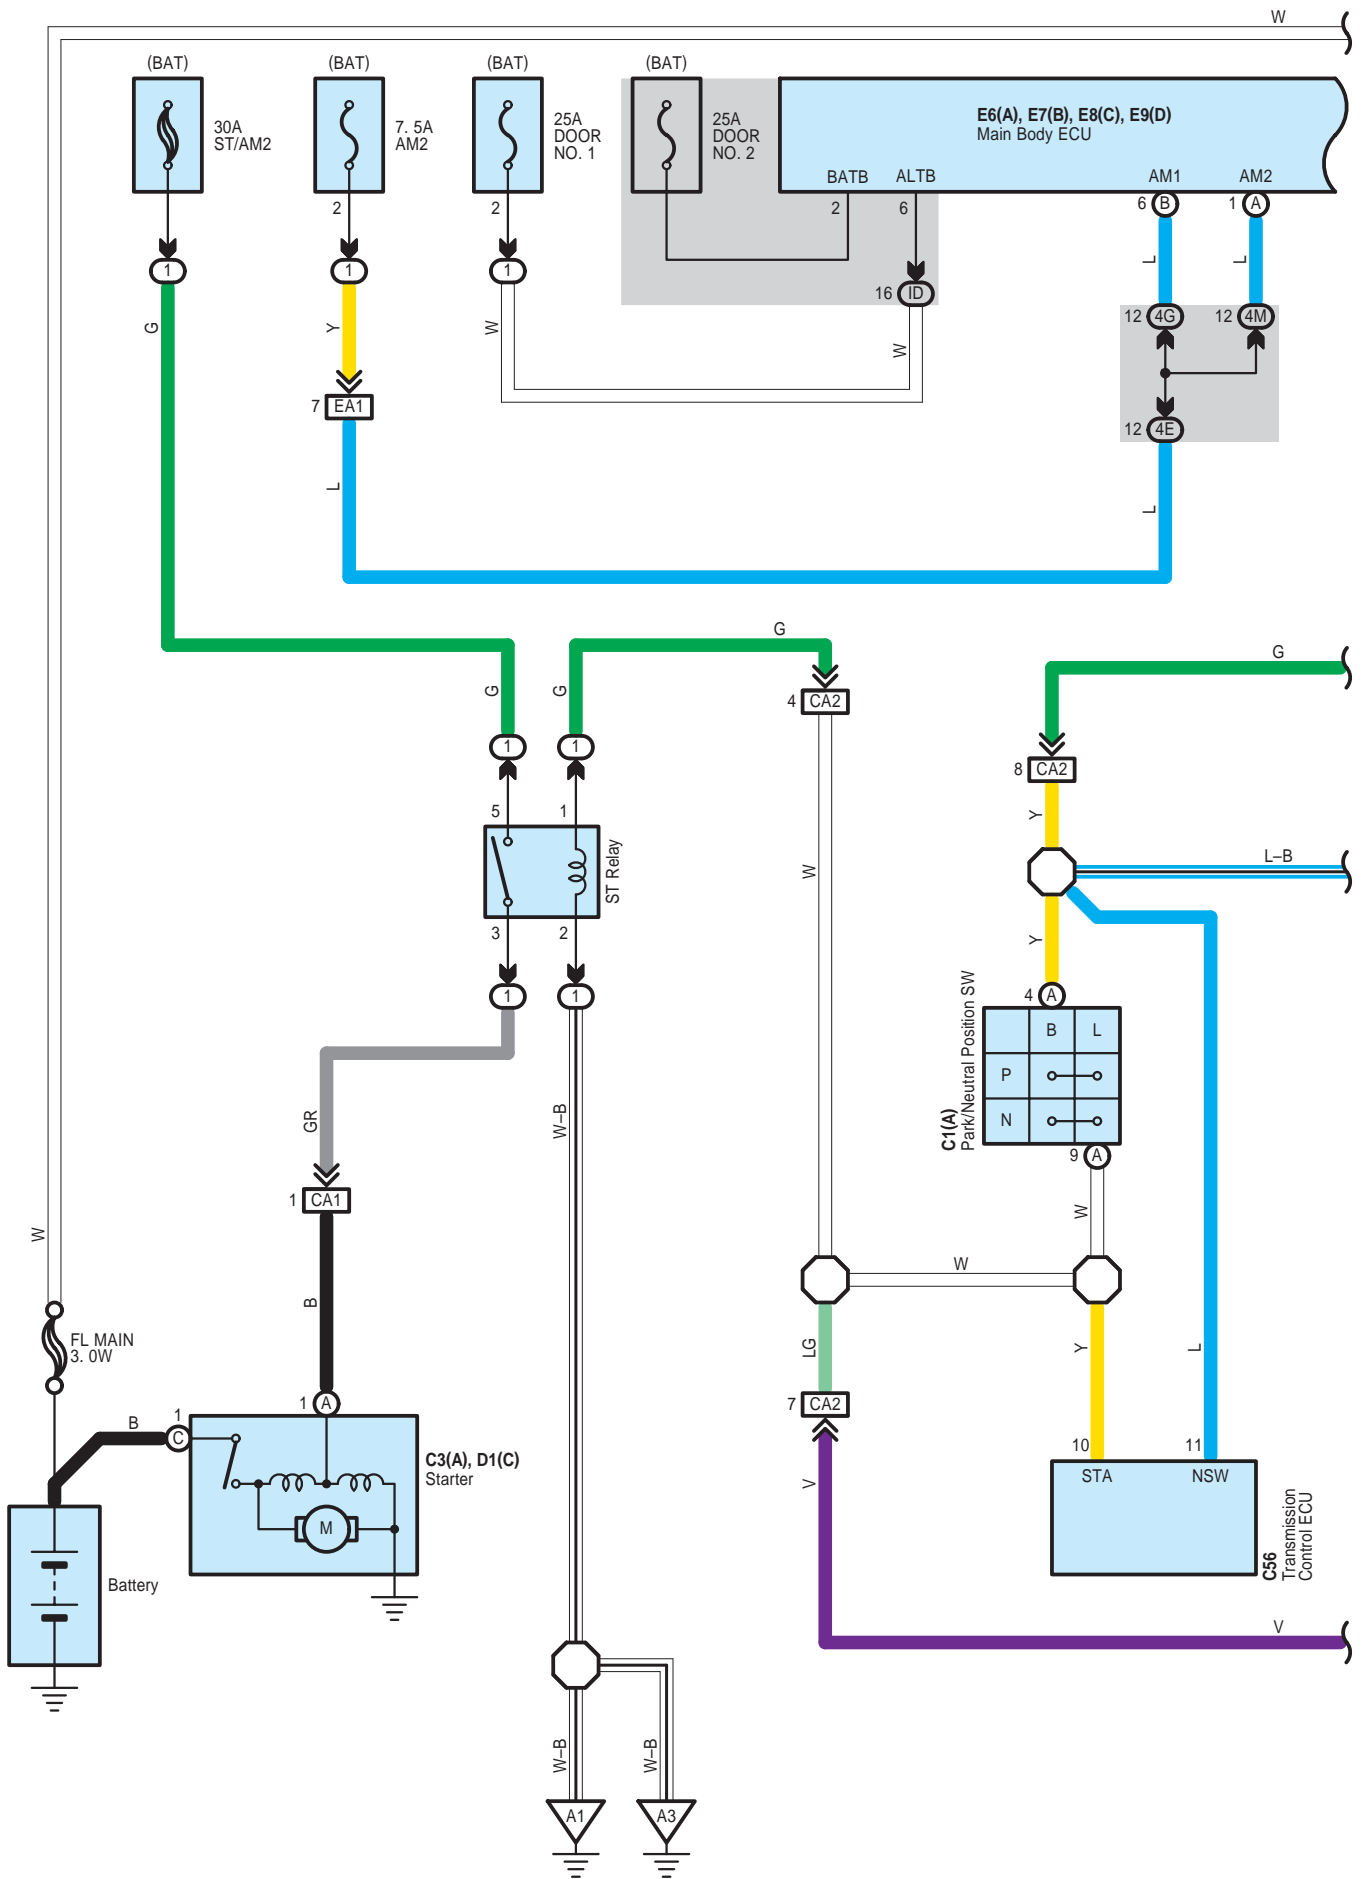 W
(BAT)
(BAT)
(BAT)
(BAT)
30A
ST/AM2
7. 5A
AM2
25A
DOOR
NO. 1
25A
DOOR
NO. 2
E6(A), E7(B), E8(C), E9(D)
Main Body ECU
BATB
ALTB
AM1
AM2
2
2
2
6
6
B
1
A
1
1
1
16
ID
L
L
G
Y
W
W
12
4G
12
4M
7
EA1
12
4E
L
L
G
G
G
G
4
CA2
1
1
8
CA2
5
1
Y
ST Relay
W
L–B
3
2
Y
1
1
4
A
C1(A)
Park/Neutral Position SW
B
L
P
N
GR
W–B
9
A
1
CA1
W
W
W
B
FL MAIN
3. 0W
LG
Y
L
1
A
7
CA2
B
1
C
C3(A), D1(C)
Starter
M
V
10
11
STA
NSW
C56
Transmission
Control ECU
Battery
V
W–B
W–B
A1
A3